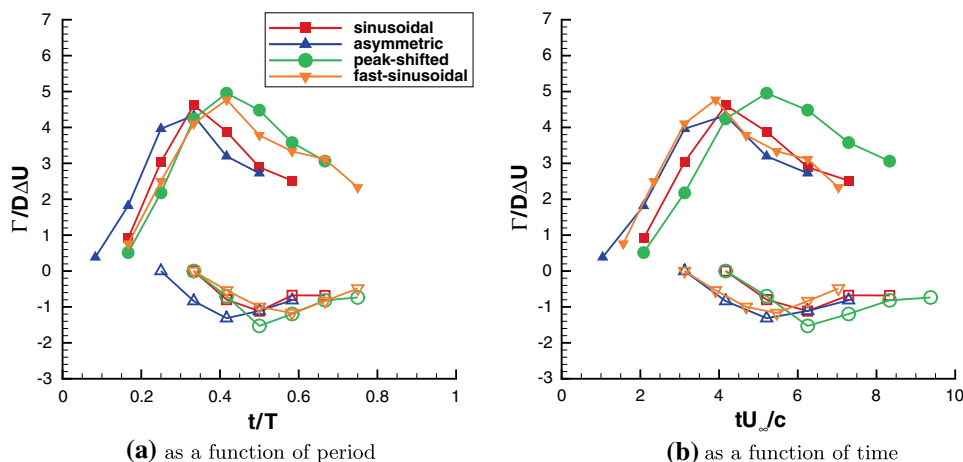 7
6
5
4
3
2
1
0
-1
-2
-3
Γ/DΔU
sinusoidal
asymmetric
peak-shifted
fast-sinusoidal
0 0.2 0.4 0.6 0.8 1
t/T
(a) as a function of period
7
6
5
4
3
2
1
0
-1
-2
-3
Γ/DΔU
0 2 4 6 8 10
tU∞/c
(b) as a function of time